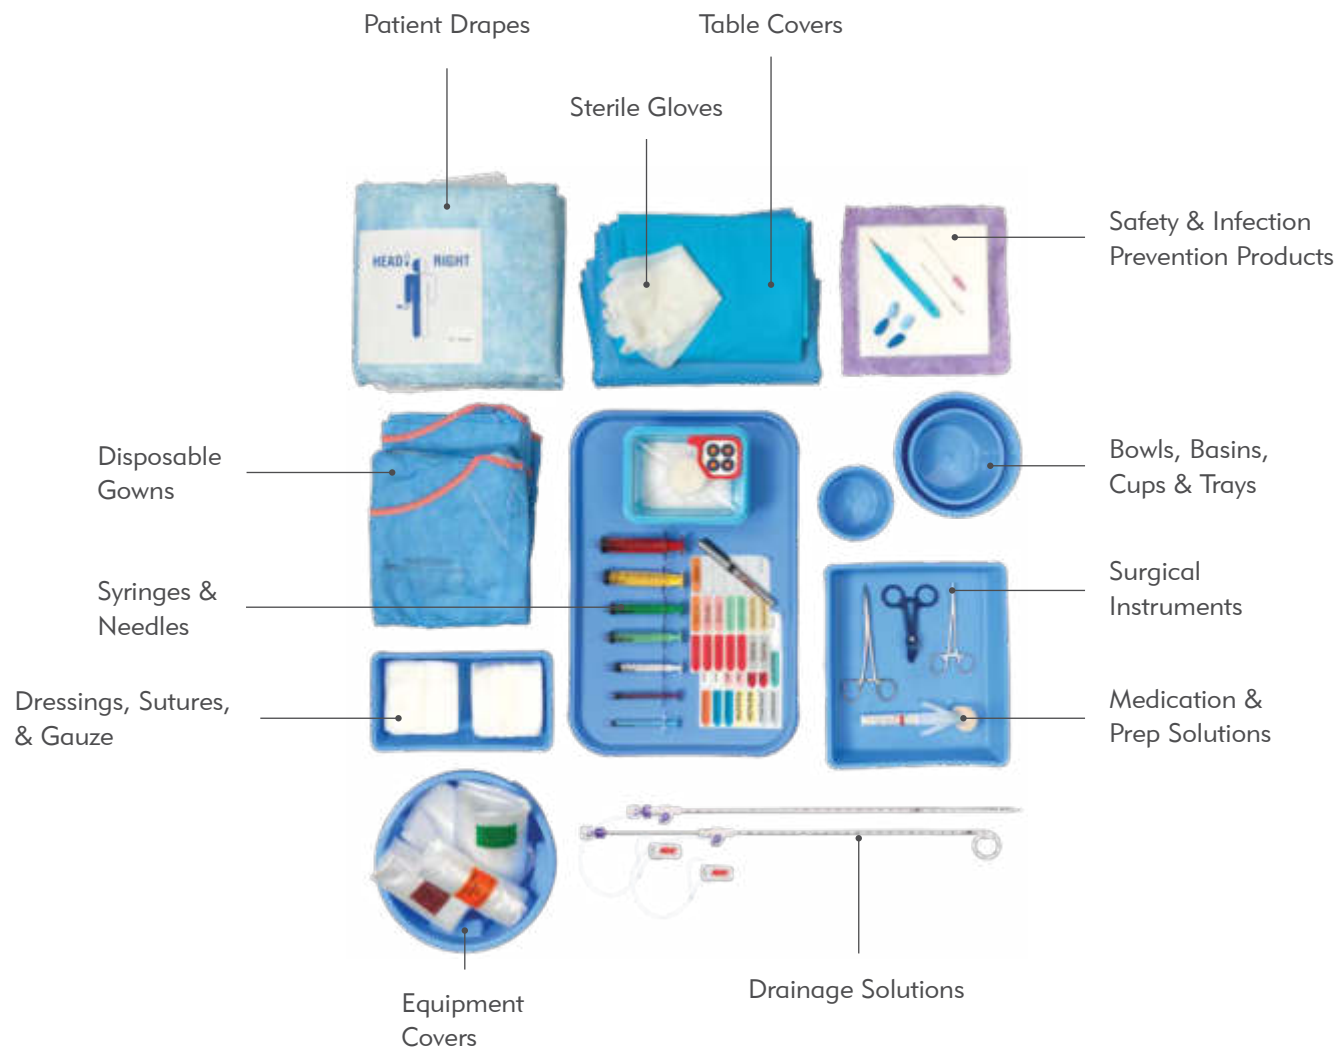 Patient Drapes
Table Covers
Sterile Gloves
Safety & Infection
Prevention Products
HEAD
RIGHT
Disposable
Gowns
Bowls, Basins,
Cups & Trays
Syringes &
Needles
Surgical
Instruments
Dressings, Sutures,
& Gauze
Medication &
Prep Solutions
Equipment
Covers
Drainage Solutions